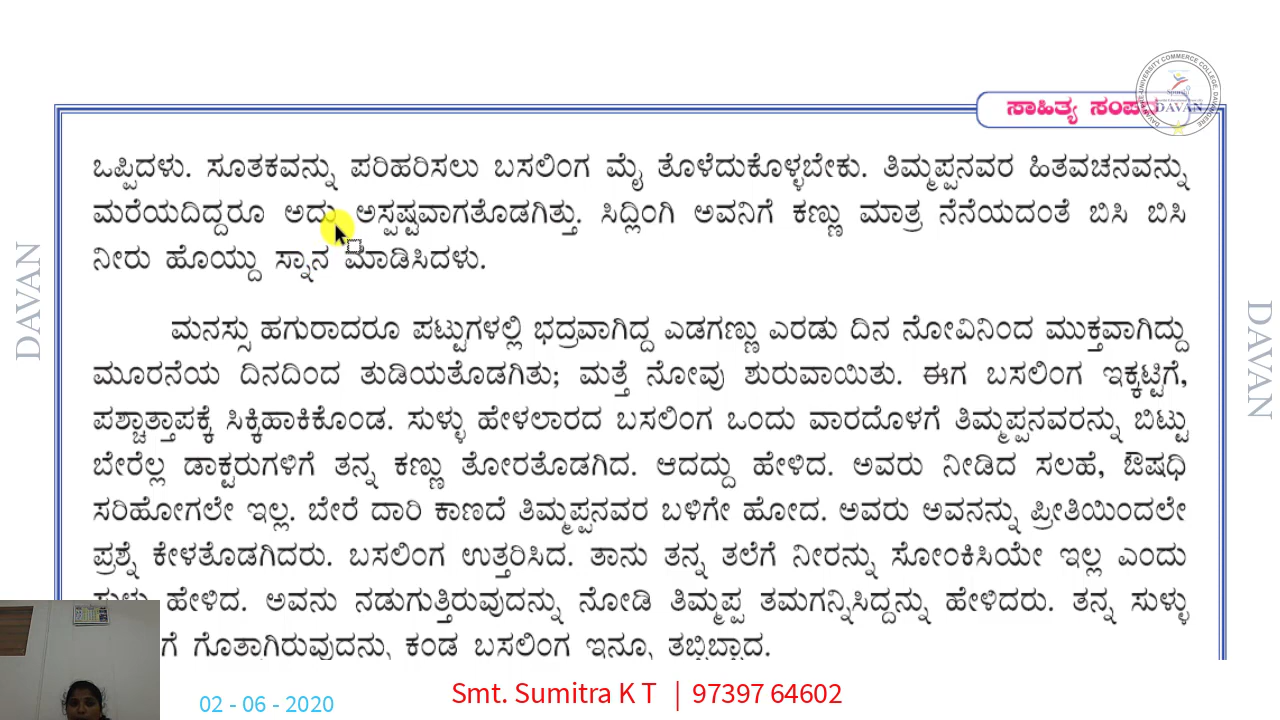 ಸಾಹಿತ್ಯ
DAVAN
ಒಪ್ಪಿದಳು. ಸೂತಕವನ್ನು ಪರಿಹರಿಸಲು ಬಸಲಿಂಗ ಮೈ ತೊಳೆದುಕೊಳ್ಳಬೇಕು. ತಿಮ್ಮಪ್ಪನವರ ಹಿತವಚನವನ್ನು
ಮರೆಯದಿದ್ದರೂ ಅದು ಅಸ್ಪಷ್ಟವಾಗತೊಡಗಿತ್ತು. ಸಿದ್ಲಿಂಗಿ ಅವನಿಗೆ ಕಣ್ಣು ಮಾತ್ರ ನೆನೆಯದಂತೆ ಬಿಸಿ ಬಿಸಿ
ನೀರು ಹೊಯ್ದು ಸ್ನಾನ ಮಾಡಿಸಿದಳು.
ಮನಸ್ಸು ಹಗುರಾದರೂ ಪಟ್ಟುಗಳಲ್ಲಿ ಭದ್ರವಾಗಿದ್ದ ಎಡಗಣ್ಣು ಎರಡು ದಿನ ನೋವಿನಿಂದ ಮುಕ್ತವಾಗಿದ್ದು
ಮೂರನೆಯ ದಿನದಿಂದ ತುಡಿಯತೊಡಗಿತು; ಮತ್ತೆ ನೋವು ಶುರುವಾಯಿತು. ಈಗ ಬಸಲಿಂಗ ಇಕ್ಕಟ್ಟಿಗೆ,
ಪಶ್ಚಾತ್ತಾಪಕ್ಕೆ ಸಿಕ್ಕಿಹಾಕಿಕೊಂಡ. ಸುಳ್ಳು ಹೇಳಲಾರದ ಬಸಲಿಂಗ ಒಂದು ವಾರದೊಳಗೆ ತಿಮ್ಮಪ್ಪನವರನ್ನು ಬಿಟ್ಟು
ಬೇರೆಲ್ಲ ಡಾಕ್ಟರುಗಳಿಗೆ ತನ್ನ ಕಣ್ಣು ತೋರತೊಡಗಿದ. ಆದದ್ದು ಹೇಳಿದ. ಅವರು ನೀಡಿದ ಸಲಹೆ, ಔಷಧಿ
ಸರಿಹೋಗಲೇ ಇಲ್ಲ. ಬೇರೆ ದಾರಿ ಕಾಣದೆ ತಿಮ್ಮಪ್ಪನವರ ಬಳಿಗೇ ಹೋದ. ಅವರು ಅವನನ್ನು ಪ್ರೀತಿಯಿಂದಲೇ
ಪ್ರಶ್ನೆ ಕೇಳತೊಡಗಿದರು. ಬಸಲಿಂಗ ಉತ್ತರಿಸಿದ. ತಾನು ತನ್ನ ತಲೆಗೆ ನೀರನ್ನು ಸೋಂಕಿಸಿಯೇ ಇಲ್ಲ ಎಂದು
ಸುಳ್ಳು ಹೇಳಿದ. ಅವನು ನಡುಗುತ್ತಿರುವುದನ್ನು ನೋಡಿ ತಿಮ್ಮಪ್ಪ ತಮಗನ್ನಿಸಿದ್ದನ್ನು ಹೇಳಿದರು. ತನ್ನ ಸುಳ್ಳು
ಗೊತ್ತಾಗಿರುವುದನ್ನು ಕಂಡ ಬಸಲಿಂಗ ಇನ್ನೂ ತಬ್ಬಿಬ್ಬಾದ.
DAVAN
DAVAN
02 - 06 - 2020
Smt. Sumitra K T | 97397 64602